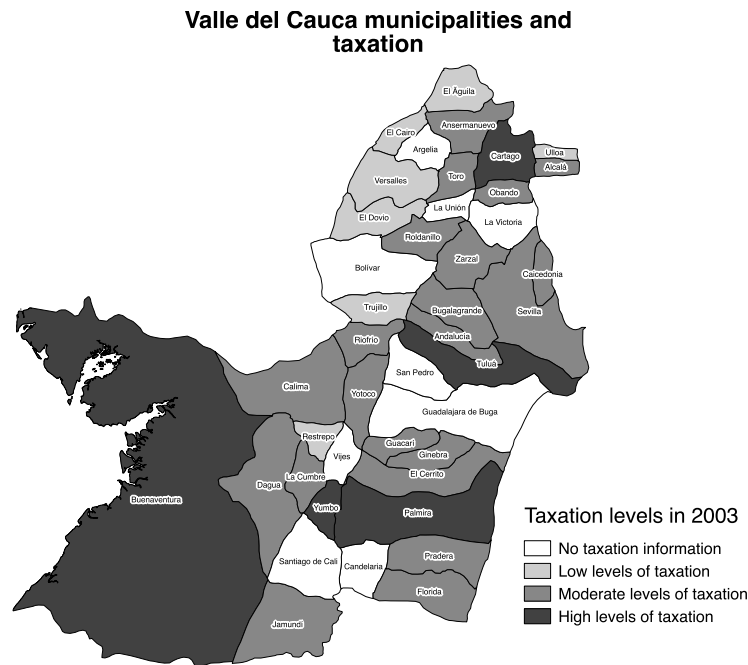 Valle del Cauca municipalities and
taxation
El Águila
Ansermanuevo
El Cairo
Argelia
Cartago
Ulloa
Alcalá
Versalles
Toro
Obando
La Unión
El Dovio
La Victoria
Roldanillo
Zarzal
Bolívar
Caicedonia
Trujillo
Bugalagrande
Sevilla
Andalucía
Riofrío
Tuluá
San Pedro
Calima
Yotoco
Guadalajara de Buga
Restrepo
Guacarí
Ginebra
Vijes
El Cerrito
La Cumbre
Dagua
Buenaventura
Yumbo
Palmira
Pradera
Santiago de Cali
Candelaria
Florida
Jamundí
Taxation levels in 2003
No taxation information
Low levels of taxation
Moderate levels of taxation
High levels of taxation